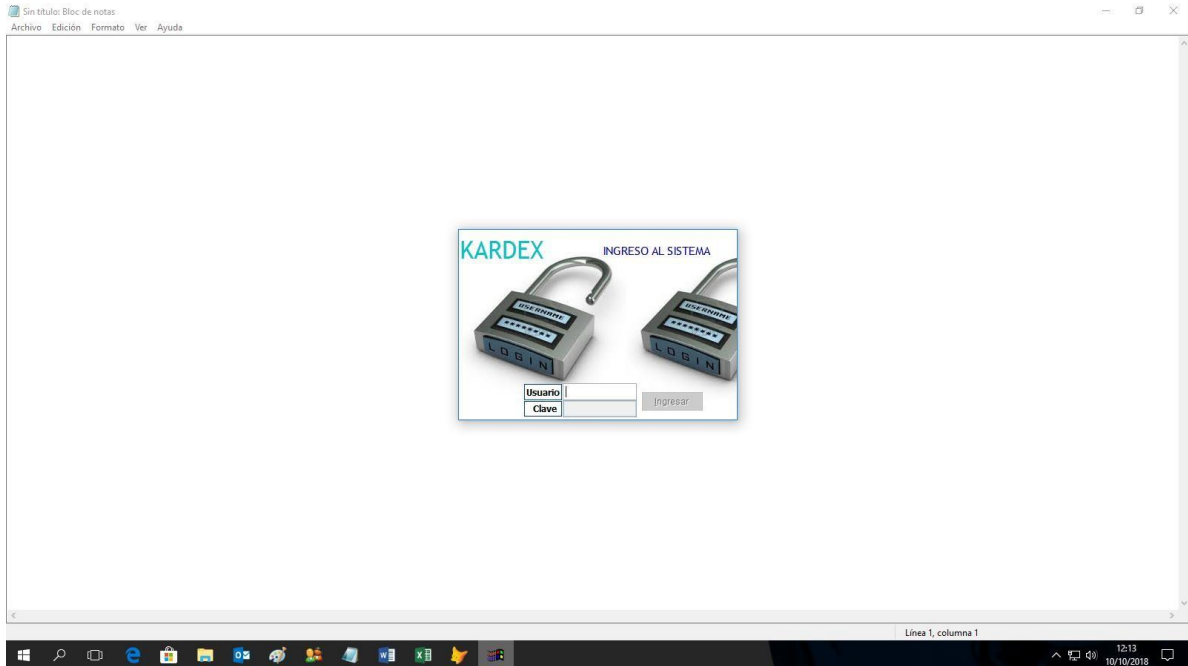 Sin título: Bloc de notas
Archivo Edición Formato Ver Ayuda
KARDEX
INGRESO AL SISTEMA
USERNAME
********
LOGIN
USERNAME
********
LOGIN
Usuario
Clave
Ingresar
Línea 1, columna 1
12:13
10/10/2018